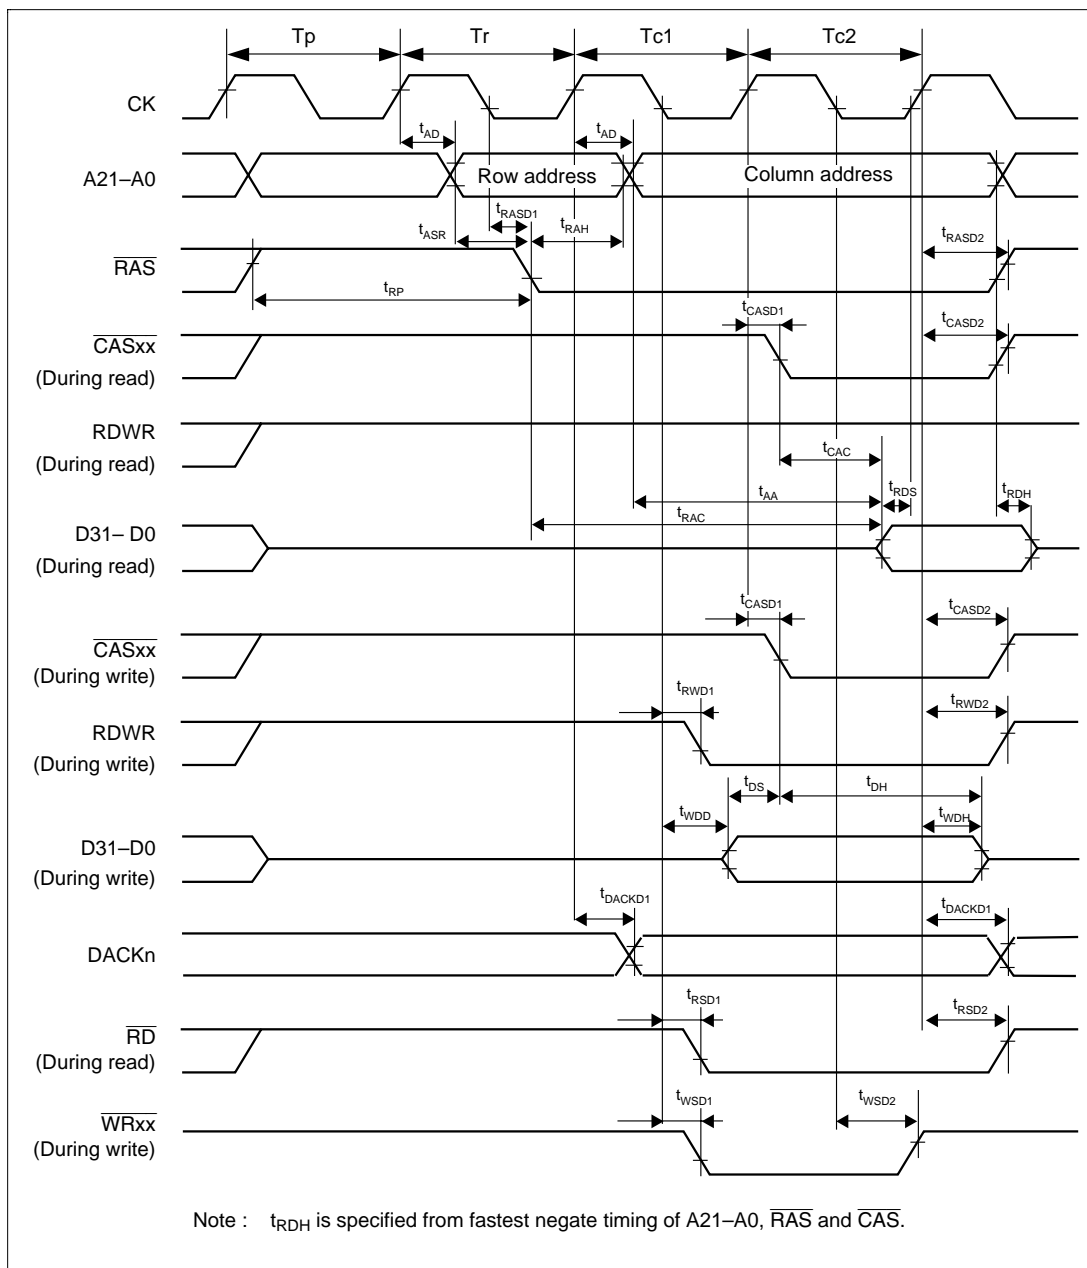 Tp Tr Tc1 Tc2
CK
tAD tAD
A21–A0 Row address Column address
tRASD1
tASR tRAH tRASD2
RAS
tRP
tCASD1 tCASD2
CASxx
(During read)
RDWR
(During read)
tCAC
tAA tRDS tRDH
tRAC
D31– D0
(During read)
tCASD1 tCASD2
CASxx
(During write)
tRWD1 tRWD2
RDWR
(During write)
tDS tDH
tWDD tWDH
D31–D0
(During write)
tDACKD1 tDACKD1
DACKn
tRSD1 tRSD2
RD
(During read)
tWSD1 tWSD2
WRxx
(During write)
Note : tRDH is specified from fastest negate timing of A21–A0, RAS and CAS.